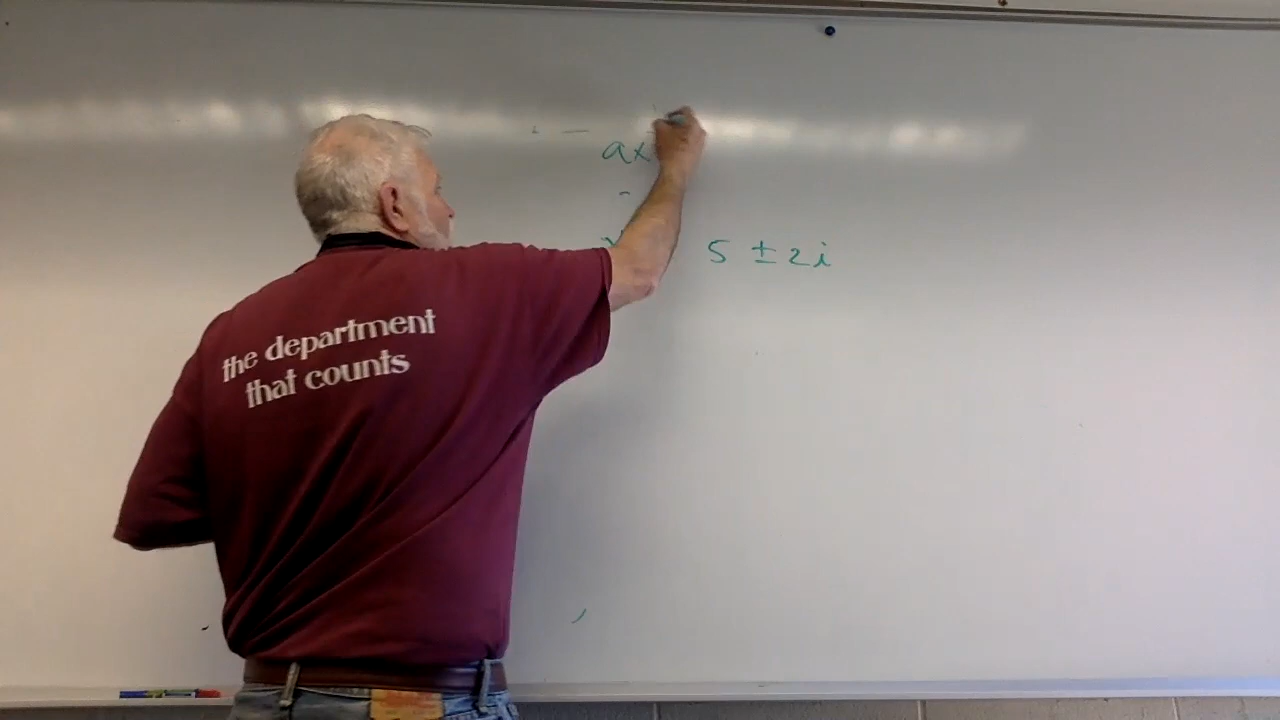 ax
5 ± 2i
the department
that counts